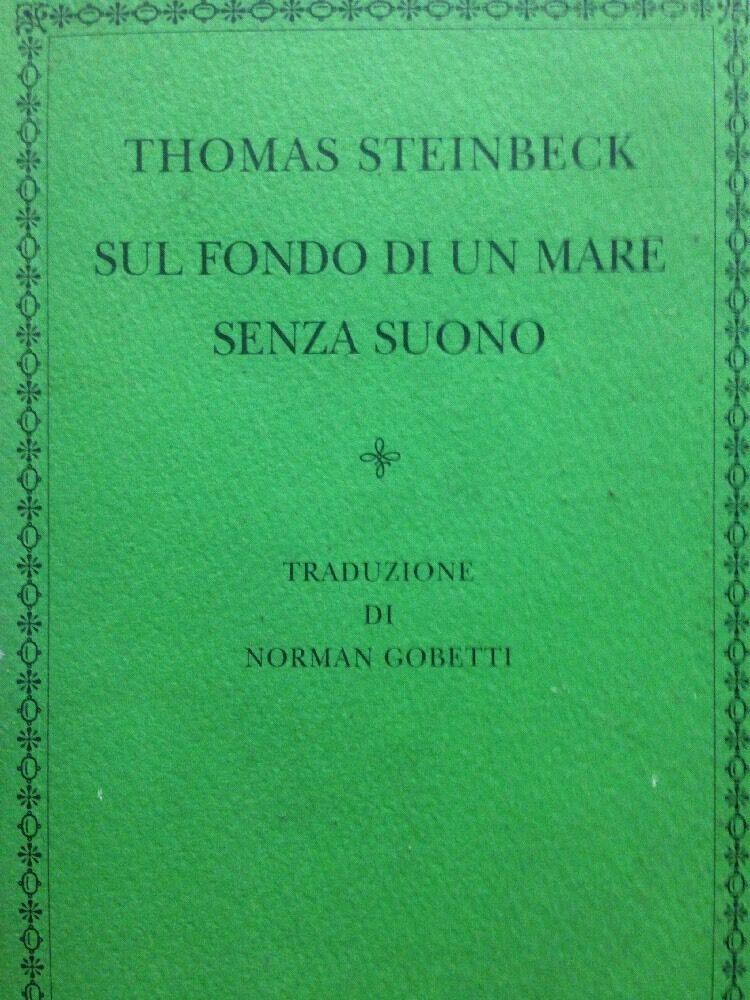 THOMAS STEINBECK
SUL FONDO DI UN MARE
SENZA SUONO
TRADUZIONE
DI
NORMAN GOBETTI